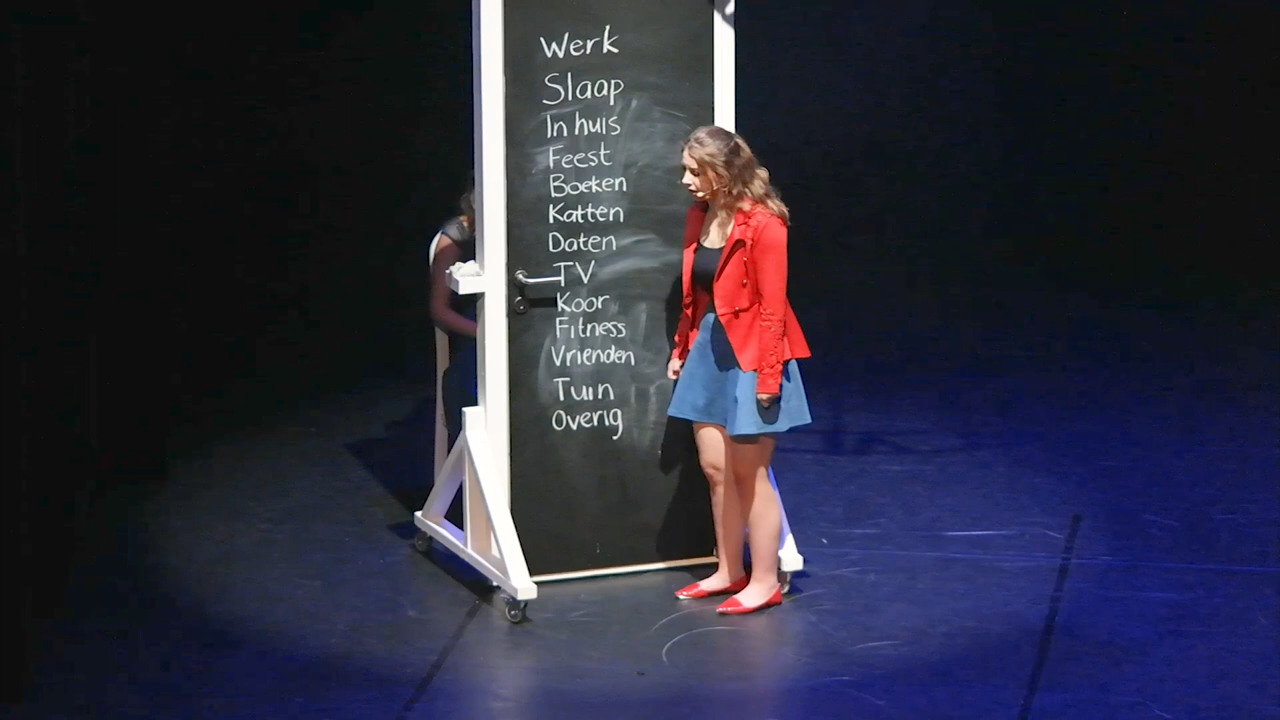 Werk
Slaap
In huis
Feest
Boeken
Katten
Daten
TV
Koor
Fitness
Vrienden
Tuin
Overig